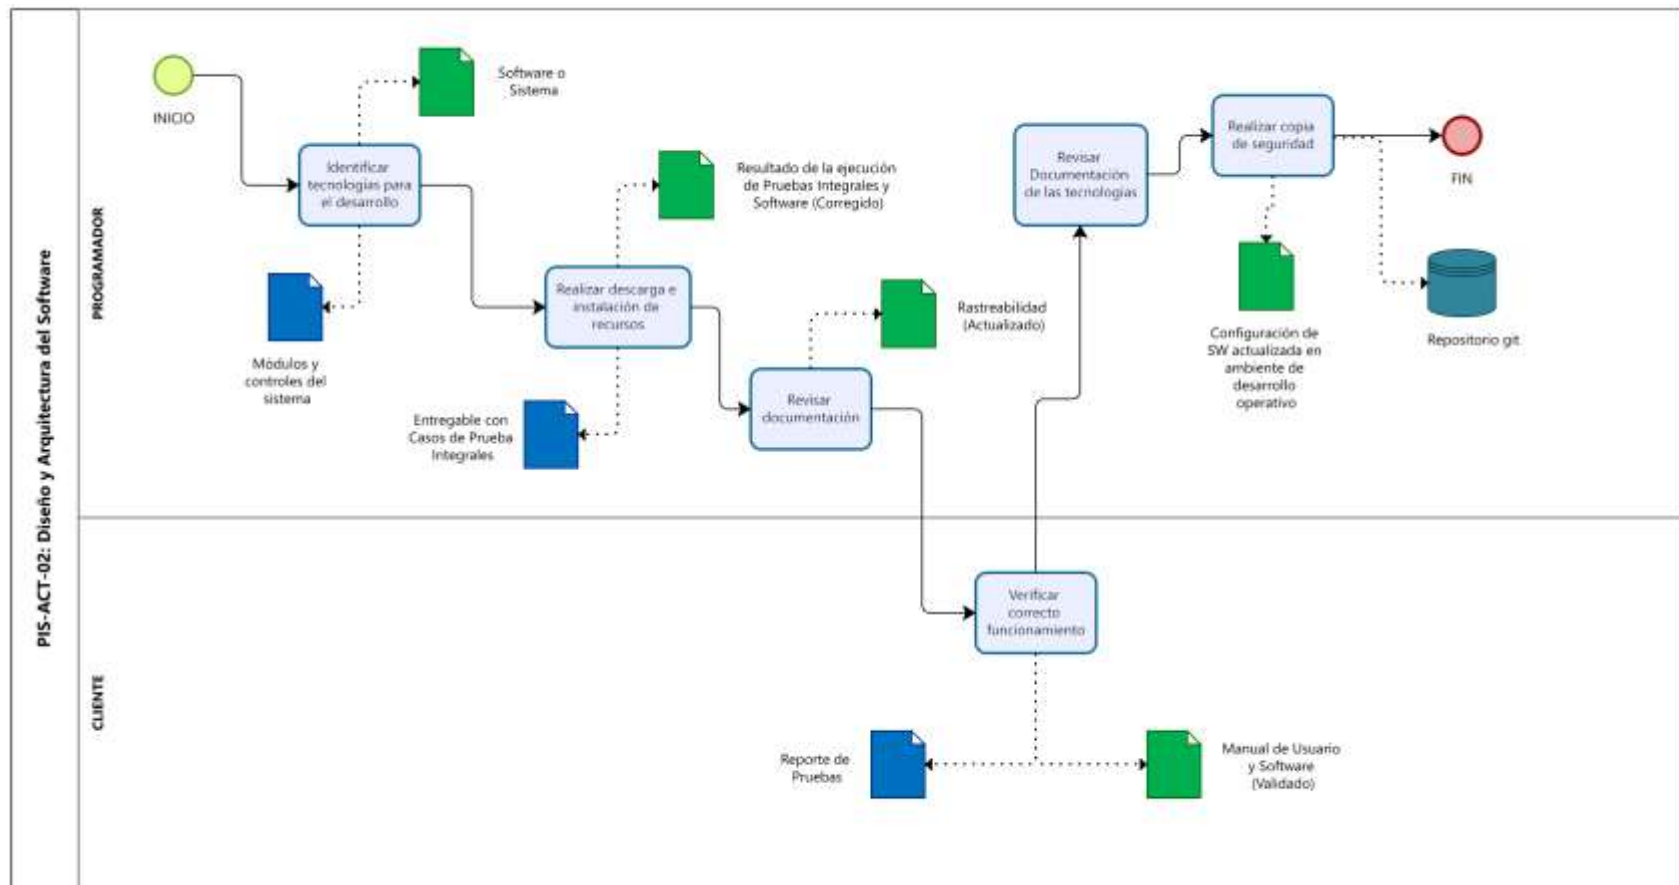 PIS-ACT-02: Diseño y Arquitectura del Software
PROGRAMADOR
INICIO
Software o
Sistema
Identificar
tecnologías para
el desarrollo
Módulos y
controles del
sistema
Resultado de la ejecución
de Pruebas Integrales y
Software (Corregido)
Realizar descarga e
instalación de
recursos
Entregable con
Casos de Prueba
Integrales
Rastreabilidad
(Actualizado)
Revisar
documentación
Revisar
Documentación
de las tecnologías
Realizar copia
de seguridad
FIN
Configuración de
SW actualizada en
ambiente de
desarrollo
operativo
Repositorio git
CLIENTE
Verificar
correcto
funcionamiento
Reporte de
Pruebas
Manual de Usuario
y Software
(Validado)